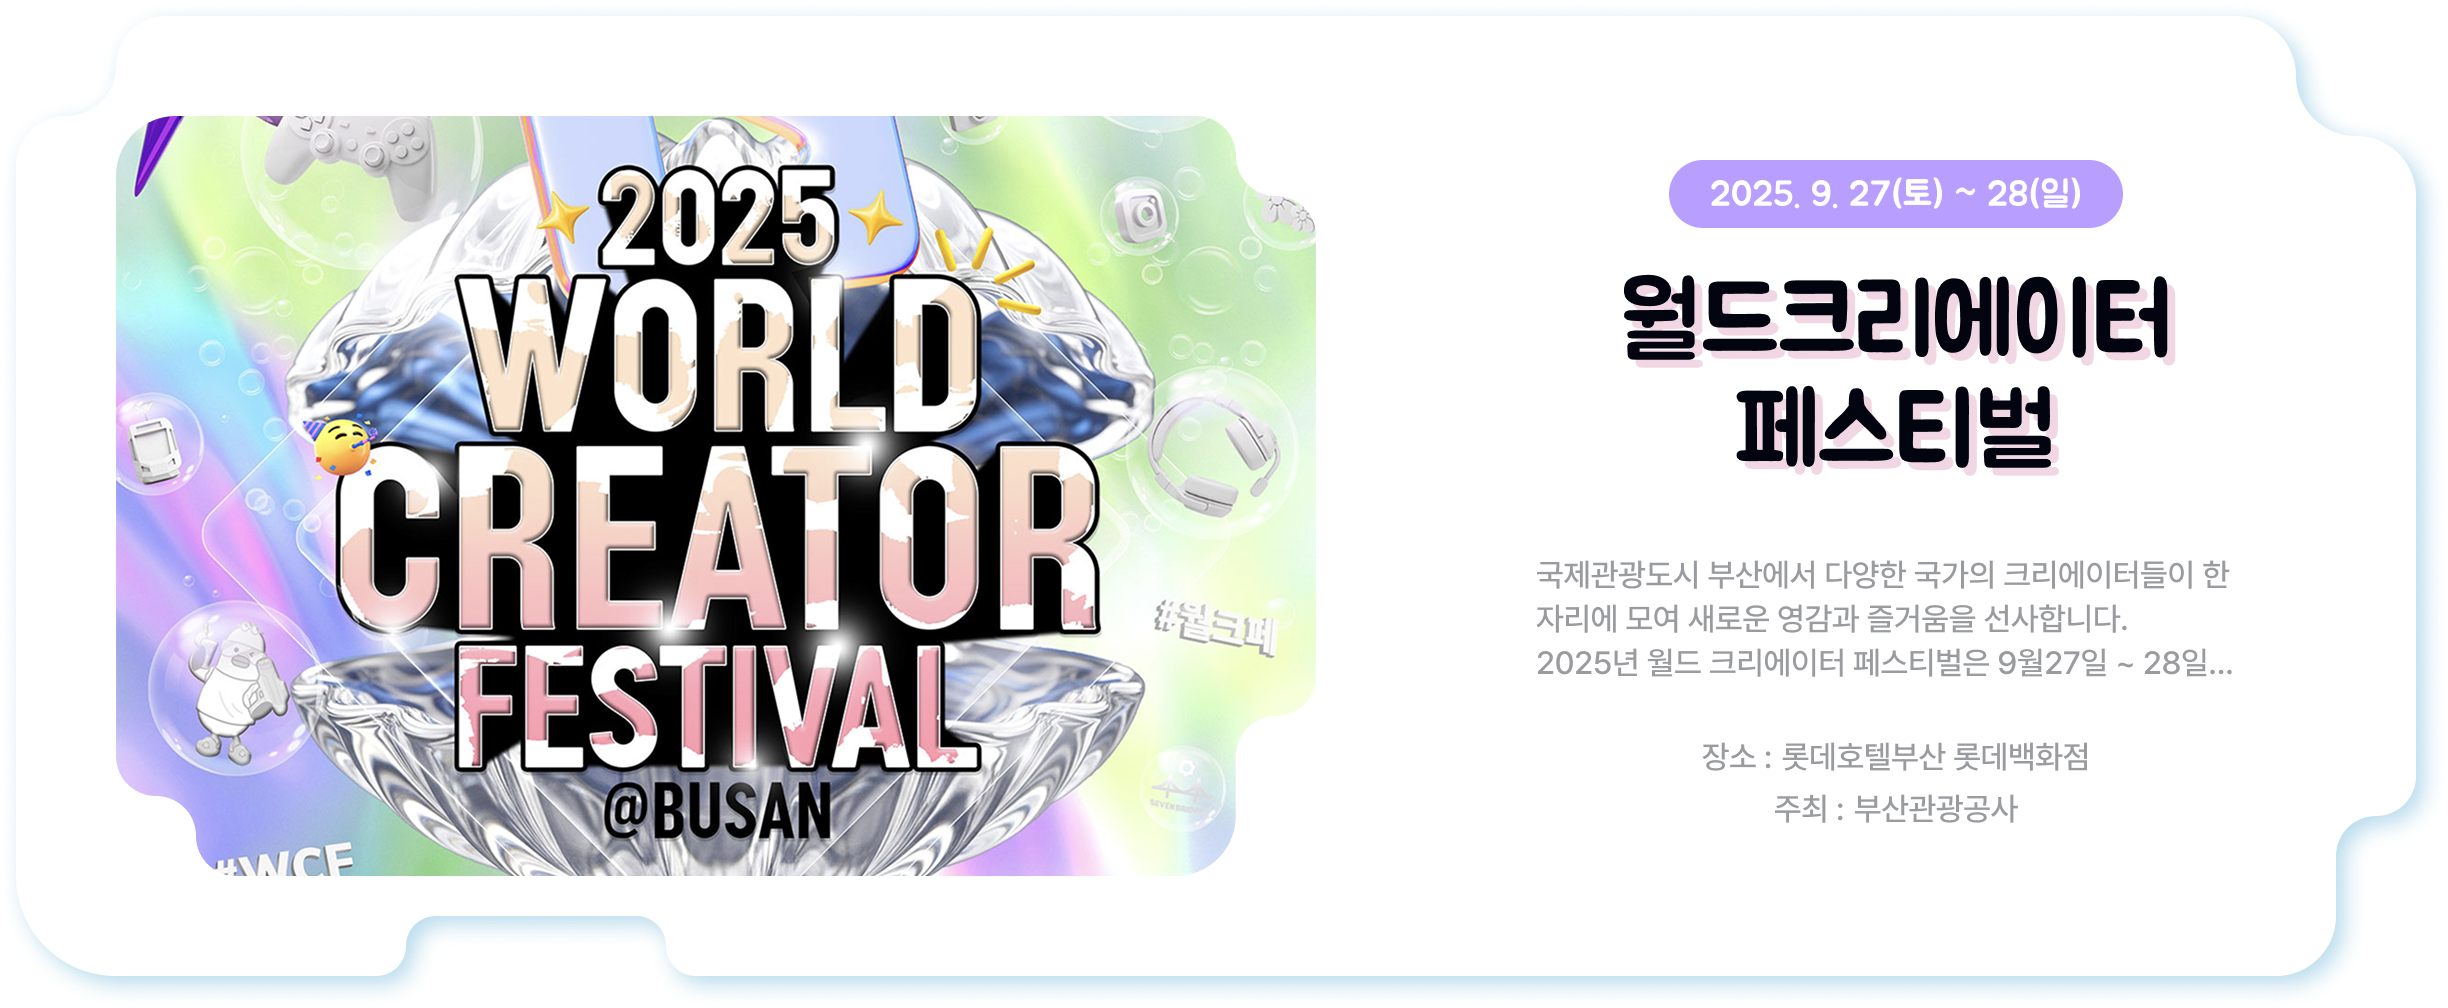 2025
WORLD
CREATOR
FESTIVAL
@BUSAN
#월크페
#WCF
2025. 9. 27(토) ~ 28(일)
월드크리에이터
페스티벌
국제관광도시 부산에서 다양한 국가의 크리에이터들이 한
자리에 모여 새로운 영감과 즐거움을 선사합니다.
2025년 월드 크리에이터 페스티벌은 9월27일 ~ 28일...
장소 : 롯데호텔부산 롯데백화점
주최 : 부산관광공사